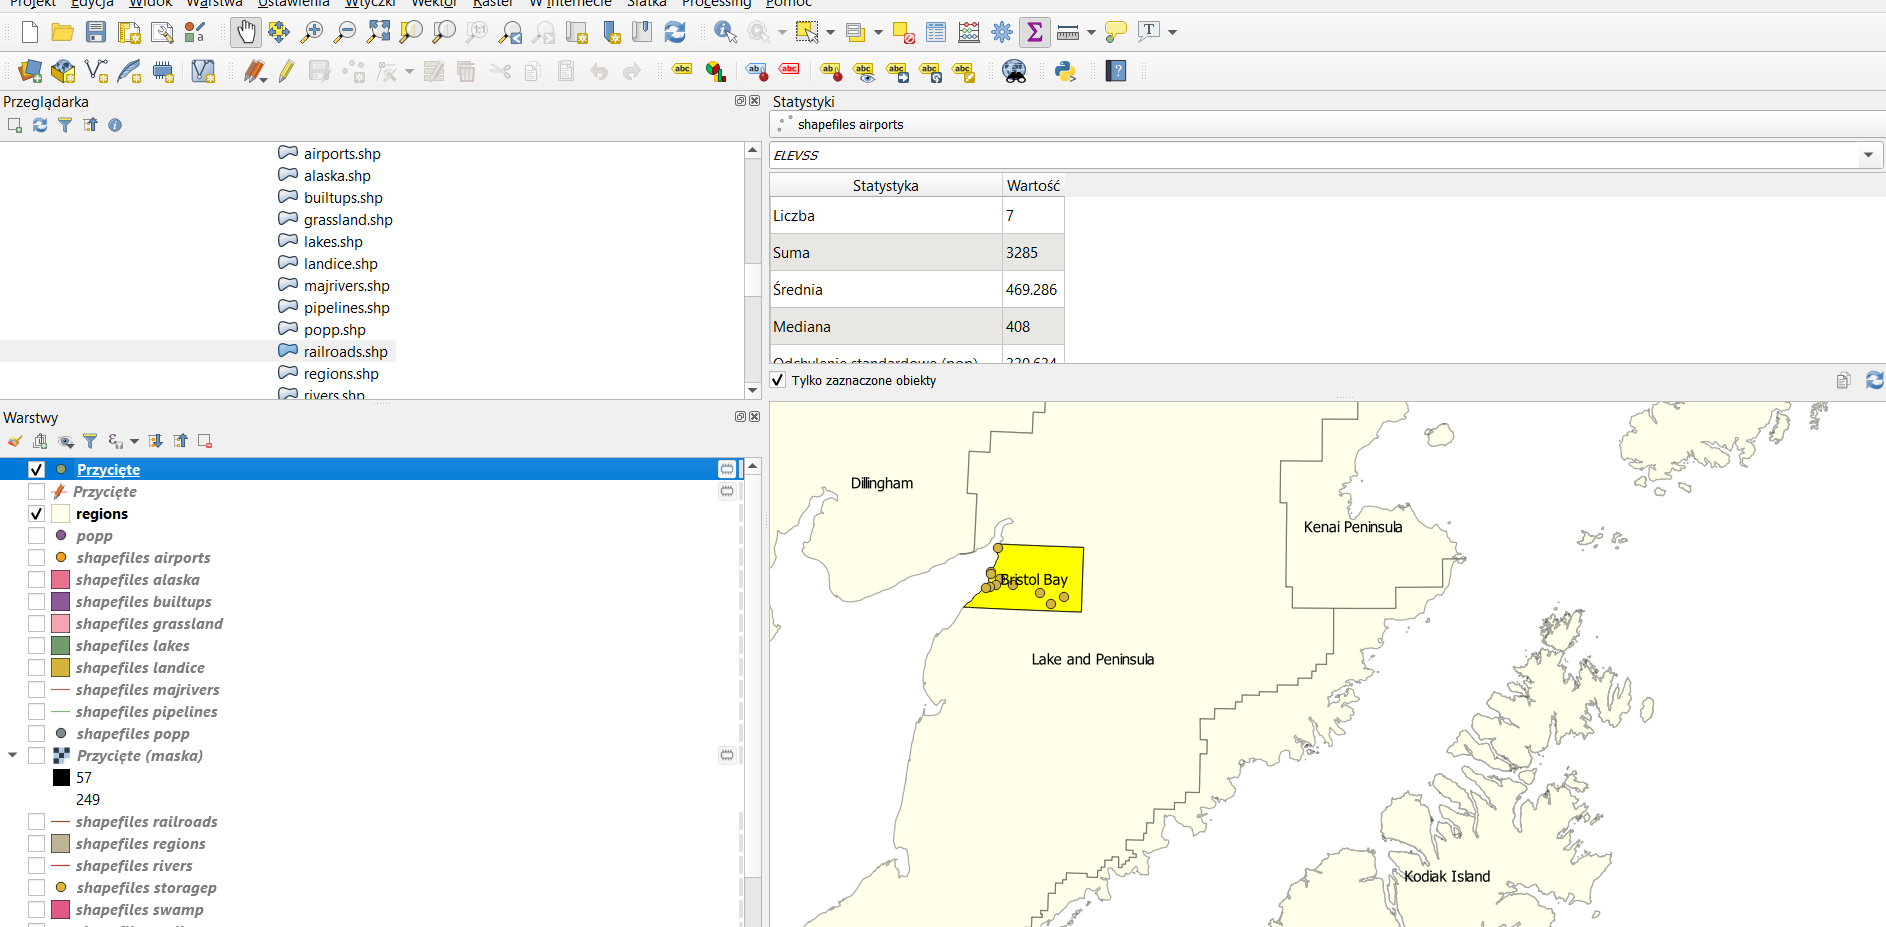 Projekt Edycja Widok Warstwa Ustawienia Wtyczki Wektor Raster W internecie Siatka Processing Pomoc
Przeglądarka
airports.shp
alaska.shp
builtups.shp
grassland.shp
lakes.shp
landice.shp
majrivers.shp
pipelines.shp
popp.shp
railroads.shp
regions.shp
rivers.shp
Statystyki
shapefiles airports
ELEVSS
Statystyka Wartość
Liczba 7
Suma 3285
Średnia 469.286
Mediana 408
Odchylenie standardowe (pop) 330.634
Tylko zaznaczone obiekty
Warstwy
Przycięte
Przycięte
regions
popp
shapefiles airports
shapefiles alaska
shapefiles builtups
shapefiles grassland
shapefiles lakes
shapefiles landice
shapefiles majrivers
shapefiles pipelines
shapefiles popp
Przycięte (maska)
57
249
shapefiles railroads
shapefiles regions
shapefiles rivers
shapefiles storagep
shapefiles swamp
Dillingham
Kenai Peninsula
Bristol Bay
Lake and Peninsula
Kodiak Island